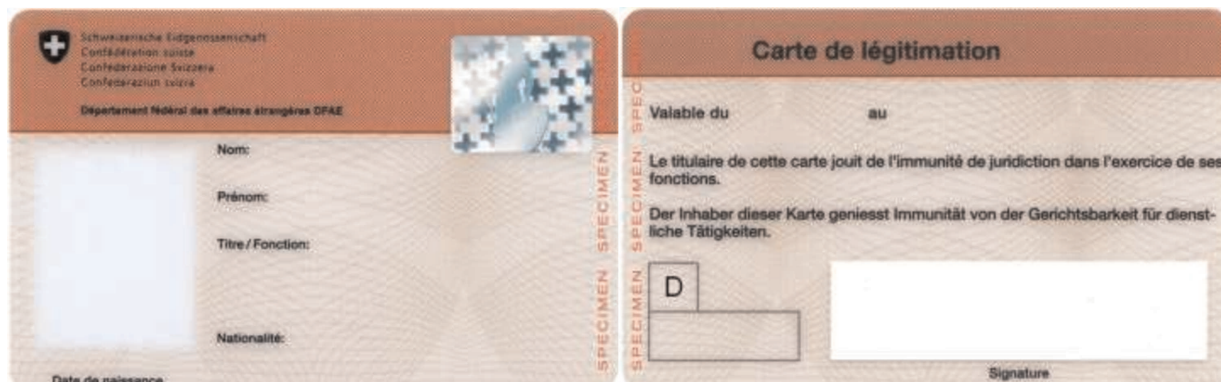 Schweizerische Eidgenossenschaft
Confédération suisse
Confederazione Svizzera
Confederaziun svizra
Département fédéral des affaires étrangères DFAE
Nom:
Prénom:
Titre / Fonction:
Nationalité:
Date de naissance
SPECIMEN SPECIMEN
Carte de légitimation
SPECIMEN SPECIMEN SPECIMEN
Valable du au
Le titulaire de cette carte jouit de l'immunité de juridiction dans l'exercice de ses
fonctions.
Der Inhaber dieser Karte geniesst Immunität von der Gerichtsbarkeit für dienst-
liche Tätigkeiten.
D
Signature